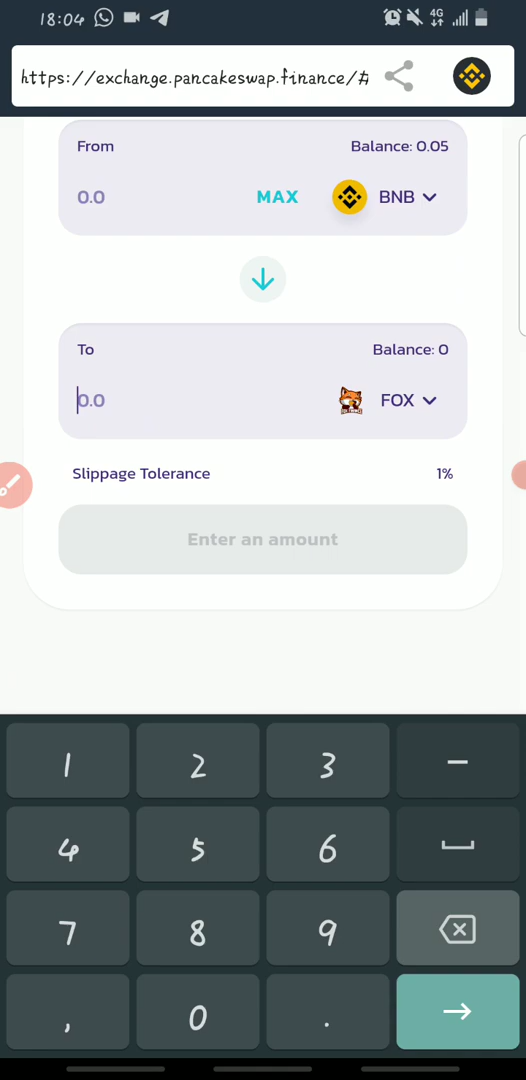 18:04 4G
https://exchange.pancakeswap.finance/#
From Balance: 0.05
0.0 MAX BNB
To Balance: 0
0.0 FOX
Slippage Tolerance 1%
Enter an amount
1 2 3 –
4 5 6
7 8 9
, 0 .